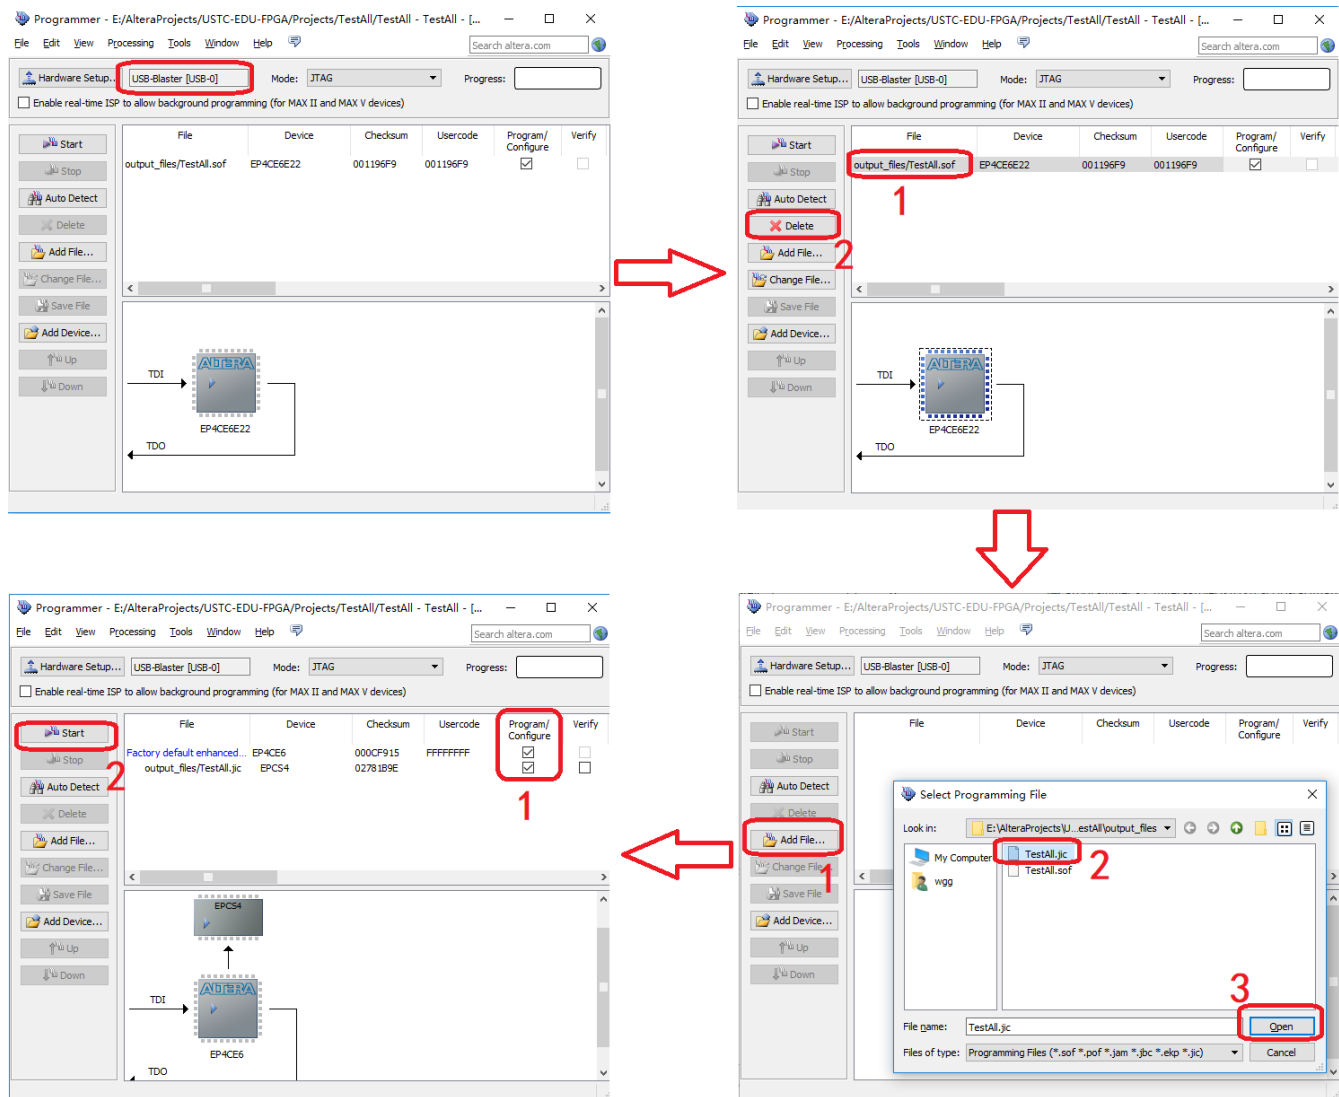 Programmer - E:/AlteraProjects/USTC-EDU-FPGA/Projects/TestAll/TestAll - TestAll - [...
File Edit View Processing Tools Window Help
Search altera.com
Hardware Setup... USB-Blaster [USB-0] Mode: JTAG Progress:
Enable real-time ISP to allow background programming (for MAX II and MAX V devices)
Start
Stop
Auto Detect
Delete
Add File...
Change File...
Save File
Add Device...
Up
Down
File Device Checksum Usercode Program/ Configure Verify
output_files/TestAll.sof EP4CE6E22 001196F9 001196F9
TDI
ALTERA
EP4CE6E22
TDO
Programmer - E:/AlteraProjects/USTC-EDU-FPGA/Projects/TestAll/TestAll - TestAll - [...
File Edit View Processing Tools Window Help
Search altera.com
Hardware Setup... USB-Blaster [USB-0] Mode: JTAG Progress:
Enable real-time ISP to allow background programming (for MAX II and MAX V devices)
Start
Stop
Auto Detect
Delete
2
Add File...
Change File...
Save File
Add Device...
Up
Down
File Device Checksum Usercode Program/ Configure Verify
output_files/TestAll.sof EP4CE6E22 001196F9 001196F9
1
TDI
ALTERA
EP4CE6E22
TDO
Programmer - E:/AlteraProjects/USTC-EDU-FPGA/Projects/TestAll/TestAll - TestAll - [...
File Edit View Processing Tools Window Help
Search altera.com
Hardware Setup... USB-Blaster [USB-0] Mode: JTAG Progress:
Enable real-time ISP to allow background programming (for MAX II and MAX V devices)
Start
Stop
2
Auto Detect
Delete
Add File...
Change File...
Save File
Add Device...
Up
Down
File Device Checksum Usercode Program/ Configure Verify
Factory default enhanced... EP4CE6 000CF915 FFFFFFFF
output_files/TestAll.jic EPCS4 02781B9E
1
EPCS4
TDI
ALTERA
EP4CE6
TDO
Programmer - E:/AlteraProjects/USTC-EDU-FPGA/Projects/TestAll/TestAll - TestAll - [...
File Edit View Processing Tools Window Help
Search altera.com
Hardware Setup... USB-Blaster [USB-0] Mode: JTAG Progress:
Enable real-time ISP to allow background programming (for MAX II and MAX V devices)
Start
Stop
Auto Detect
Delete
Add File...
Change File...
1
Save File
Add Device...
Up
Down
File Device Checksum Usercode Program/ Configure Verify
Select Programming File
Look in: E:\AlteraProjects\U...estAll\output_files
My Computer
wgg
TestAll.jic
2
TestAll.sof
3
File name: TestAll.jic Open
Files of type: Programming Files (*.sof *.pof *.jam *.jbc *.ekp *.jic) Cancel